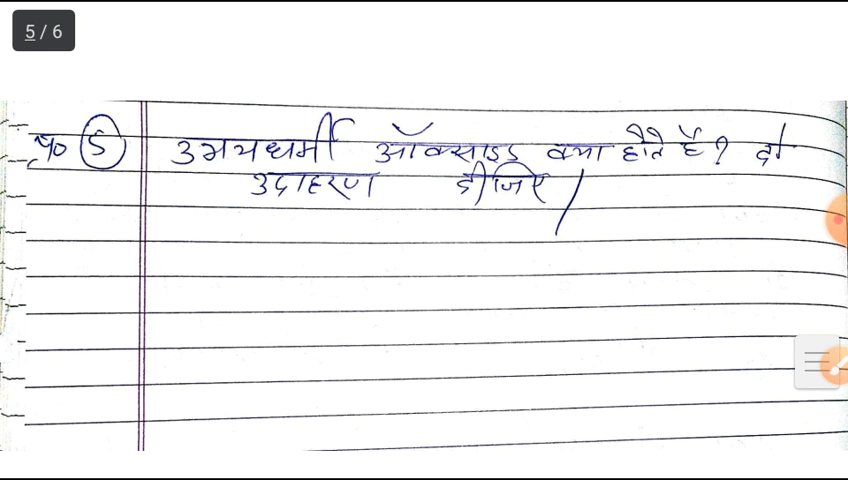 5 / 6
प्र० 5 उभयधर्मी ऑक्साइड क्या होते हैं? दो
उदाहरण दीजिए /